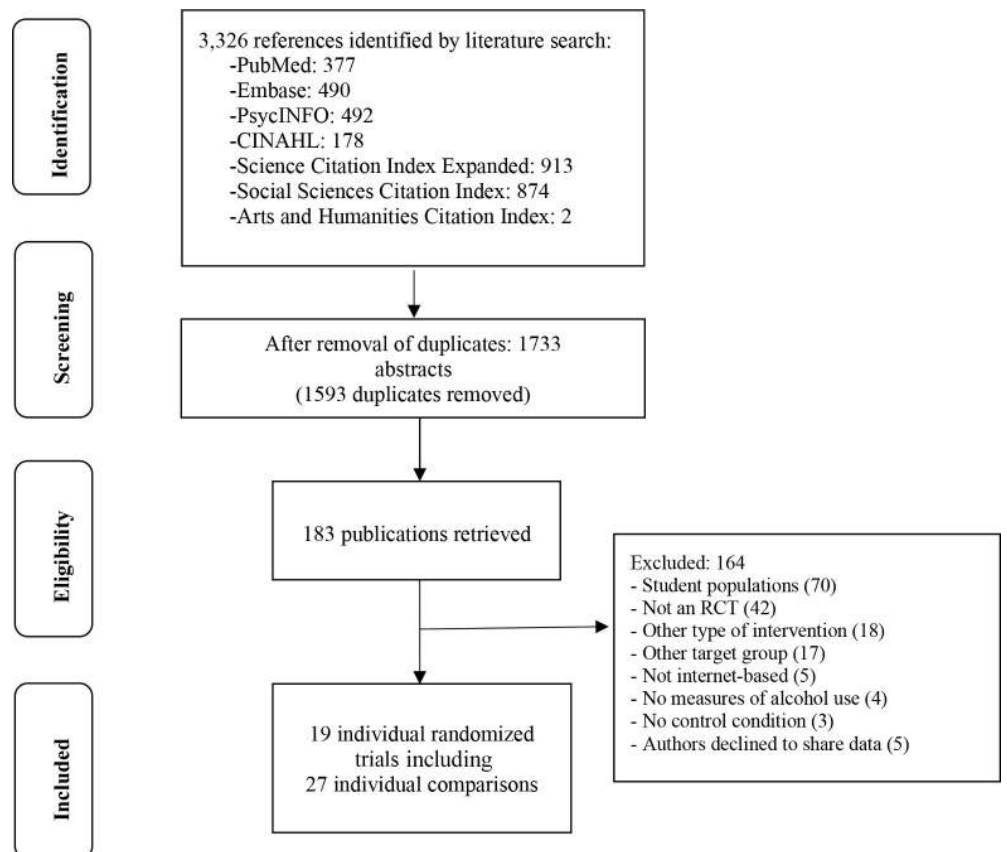 Identification
3,326 references identified by literature search:
-PubMed: 377
-Embase: 490
-PsycINFO: 492
-CINAHL: 178
-Science Citation Index Expanded: 913
-Social Sciences Citation Index: 874
-Arts and Humanities Citation Index: 2
Screening
After removal of duplicates: 1733
abstracts
(1593 duplicates removed)
Eligibility
183 publications retrieved
Excluded: 164
- Student populations (70)
- Not an RCT (42)
- Other type of intervention (18)
- Other target group (17)
- Not internet-based (5)
- No measures of alcohol use (4)
- No control condition (3)
- Authors declined to share data (5)
Included
19 individual randomized
trials including
27 individual comparisons